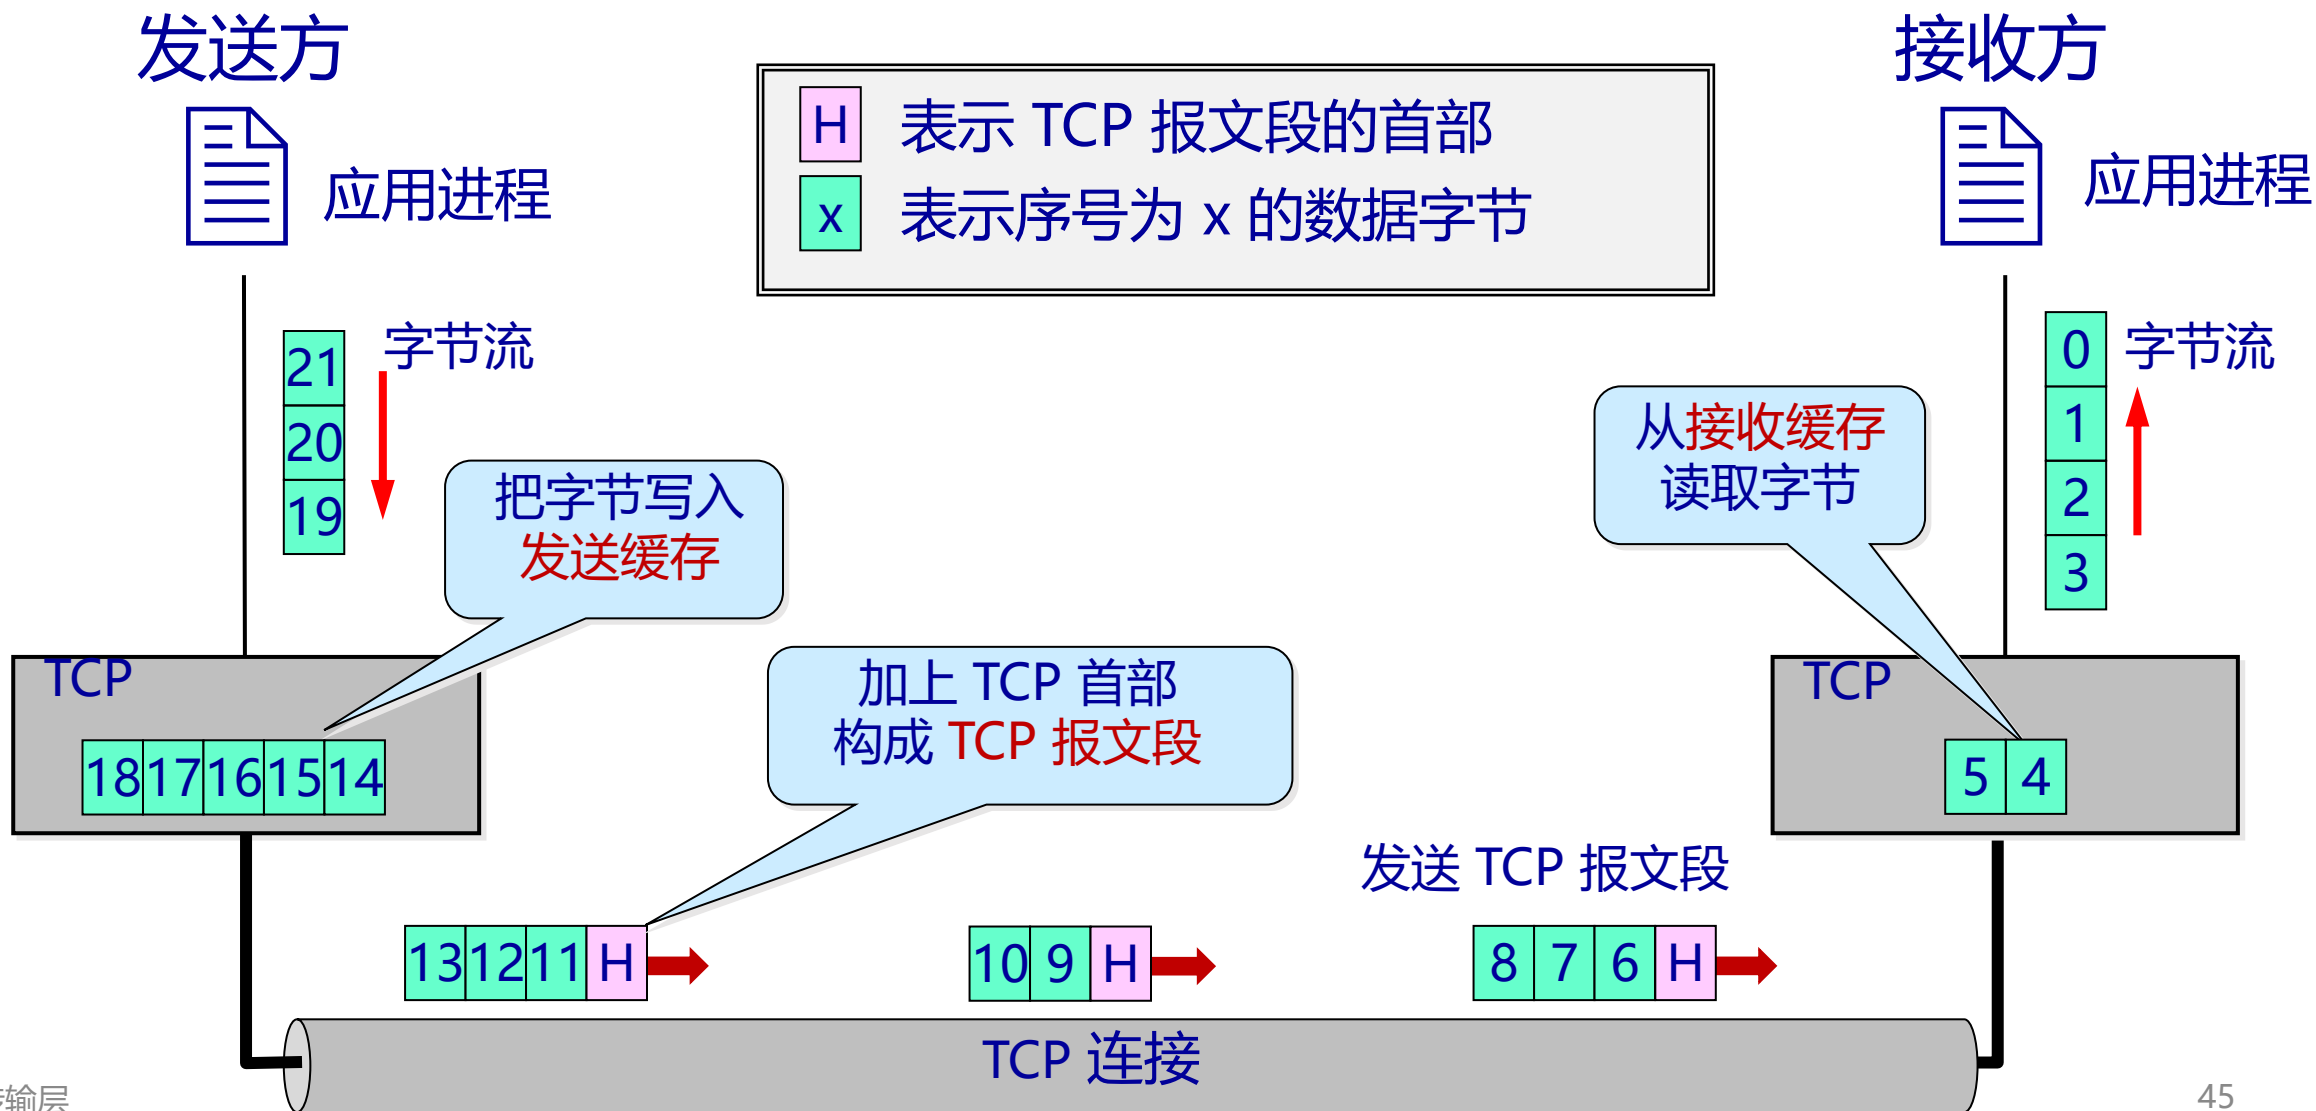 发送方
接收方
H 表示 TCP 报文段的首部
x 表示序号为 x 的数据字节
应用进程
应用进程
21
20
19
字节流
0
1
2
3
字节流
把字节写入
发送缓存
从接收缓存
读取字节
TCP
18 17 16 15 14
加上 TCP 首部
构成 TCP 报文段
TCP
5 4
发送 TCP 报文段
13 12 11 H
10 9 H
8 7 6 H
TCP 连接
输层
45